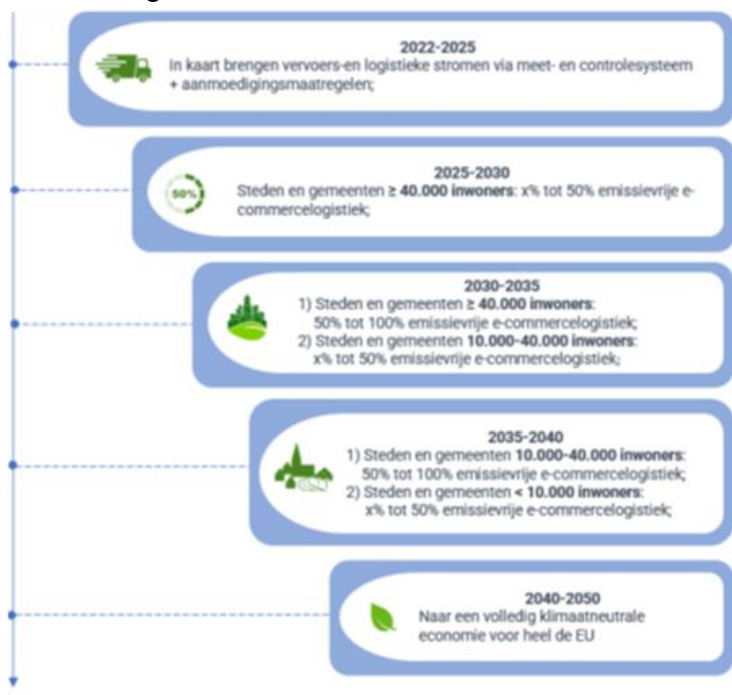 2022-2025
In kaart brengen vervoers-en logistieke stromen via meet- en controlesysteem
+ aanmoedigingsmaatregelen;
50%
2025-2030
Steden en gemeenten ≥ 40.000 inwoners: x% tot 50% emissievrije e-
commercelogistiek;
2030-2035
1) Steden en gemeenten ≥ 40.000 inwoners:
50% tot 100% emissievrije e-commercelogistiek;
2) Steden en gemeenten 10.000-40.000 inwoners:
x% tot 50% emissievrije e-commercelogistiek;
2035-2040
1) Steden en gemeenten 10.000-40.000 inwoners:
50% tot 100% emissievrije e-commercelogistiek;
2) Steden en gemeenten < 10.000 inwoners:
x% tot 50% emissievrije e-commercelogistiek;
2040-2050
Naar een volledig klimaatneutrale
economie voor heel de EU